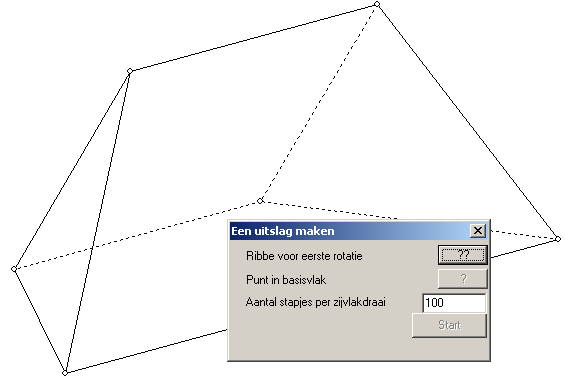 Een uitslag maken
Ribbe voor eerste rotatie ??
Punt in basisvlak ?
Aantal stapjes per zijvlakdraai 100
Start